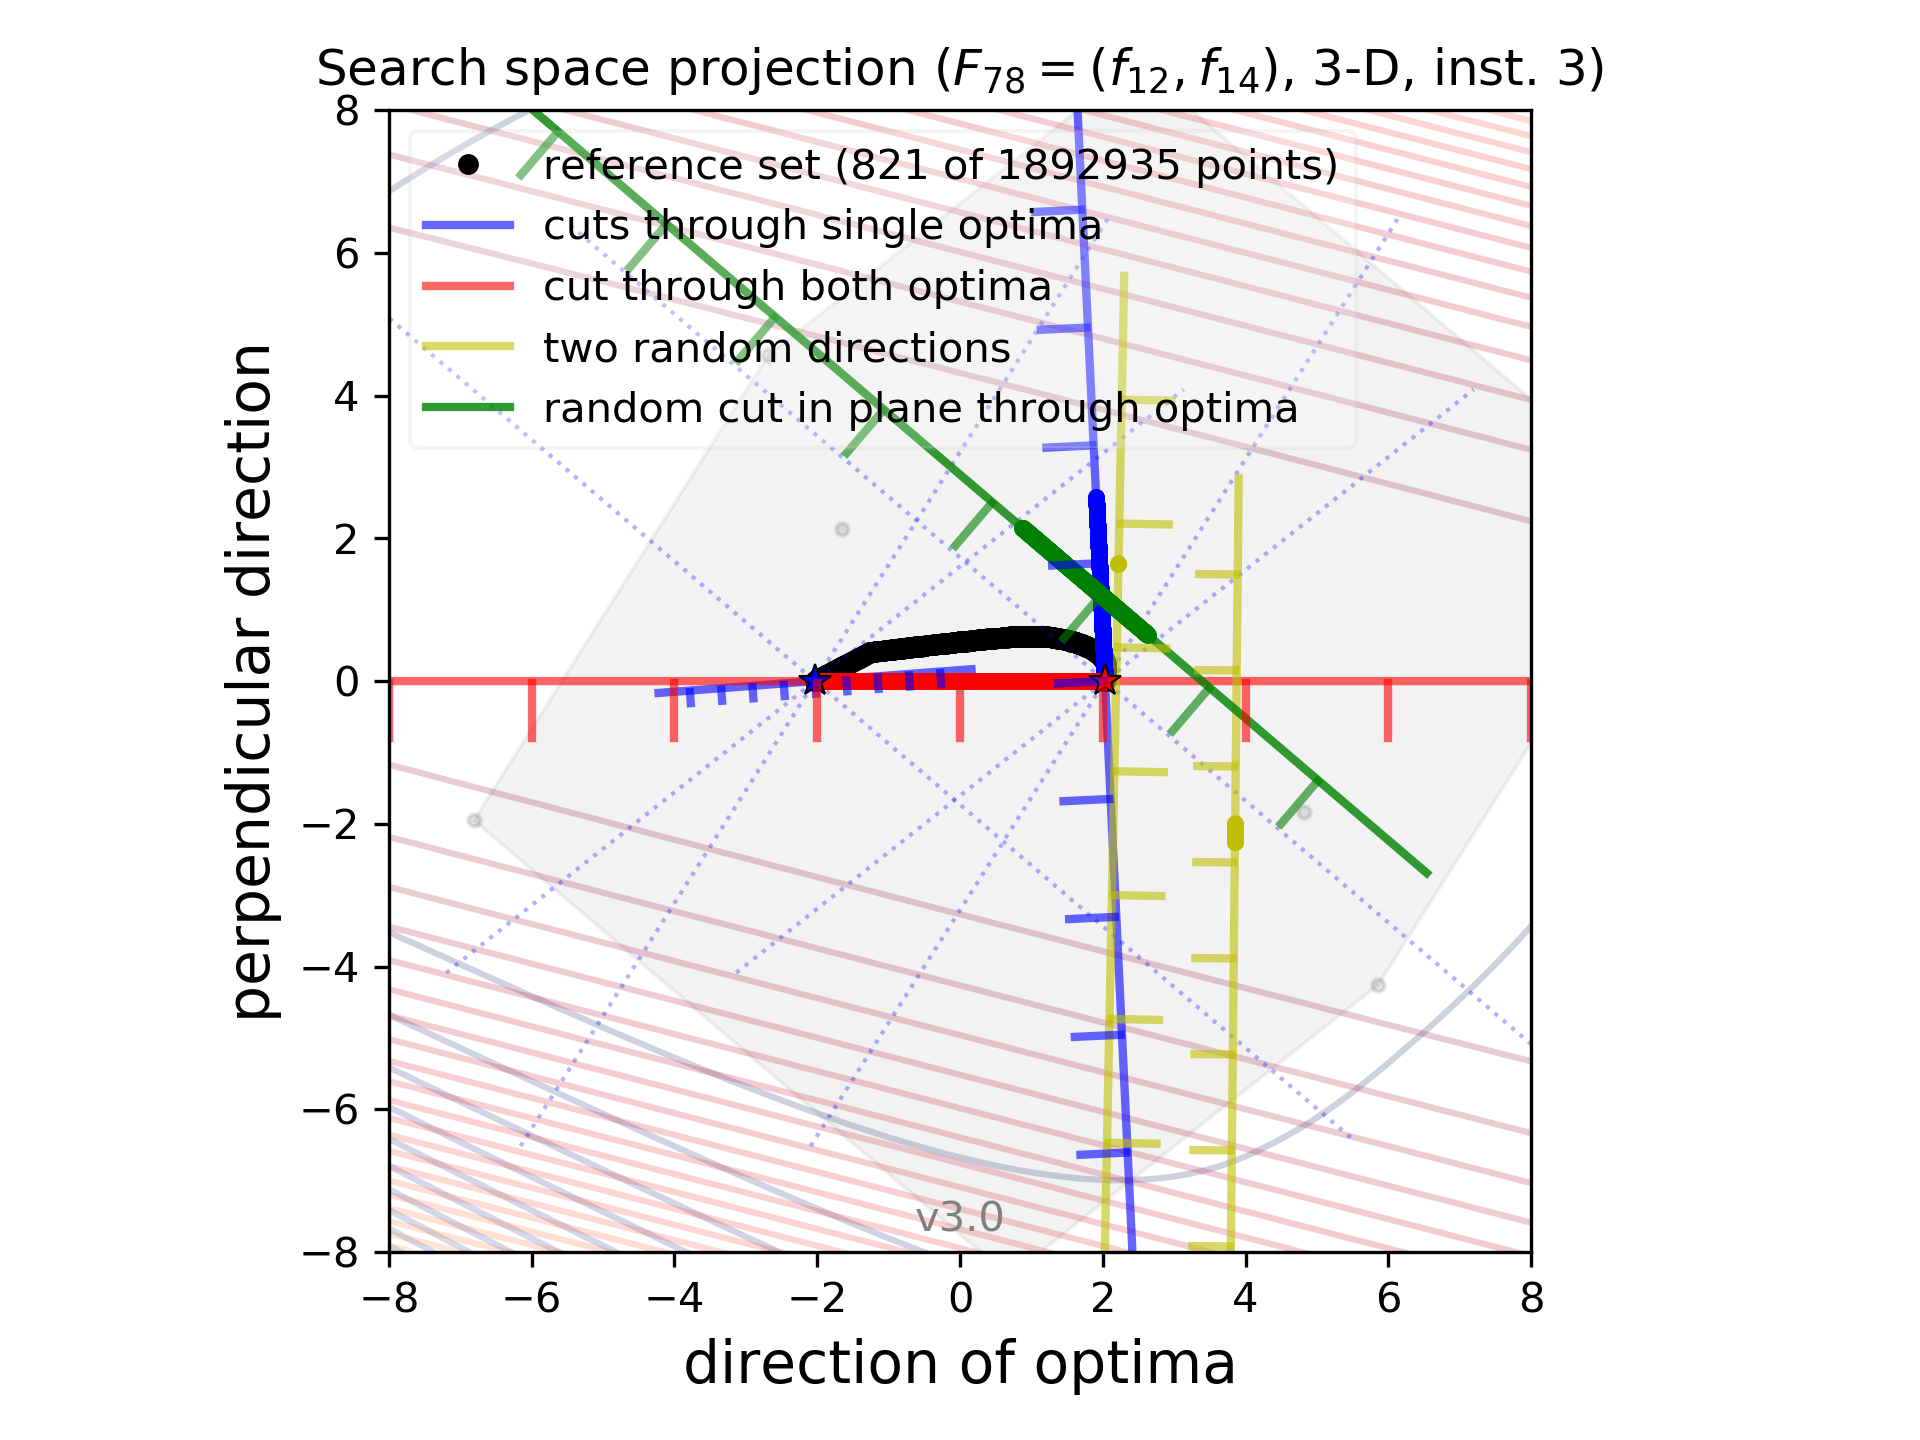 Search space projection (F₇₈ = (f₁₂, f₁₄), 3-D, inst. 3)
8
6
4
2
0
−2
−4
−6
−8
perpendicular direction
reference set (821 of 1892935 points)
cuts through single optima
cut through both optima
two random directions
random cut in plane through optima
v3.0
−8 −6 −4 −2 0 2 4 6 8
direction of optima